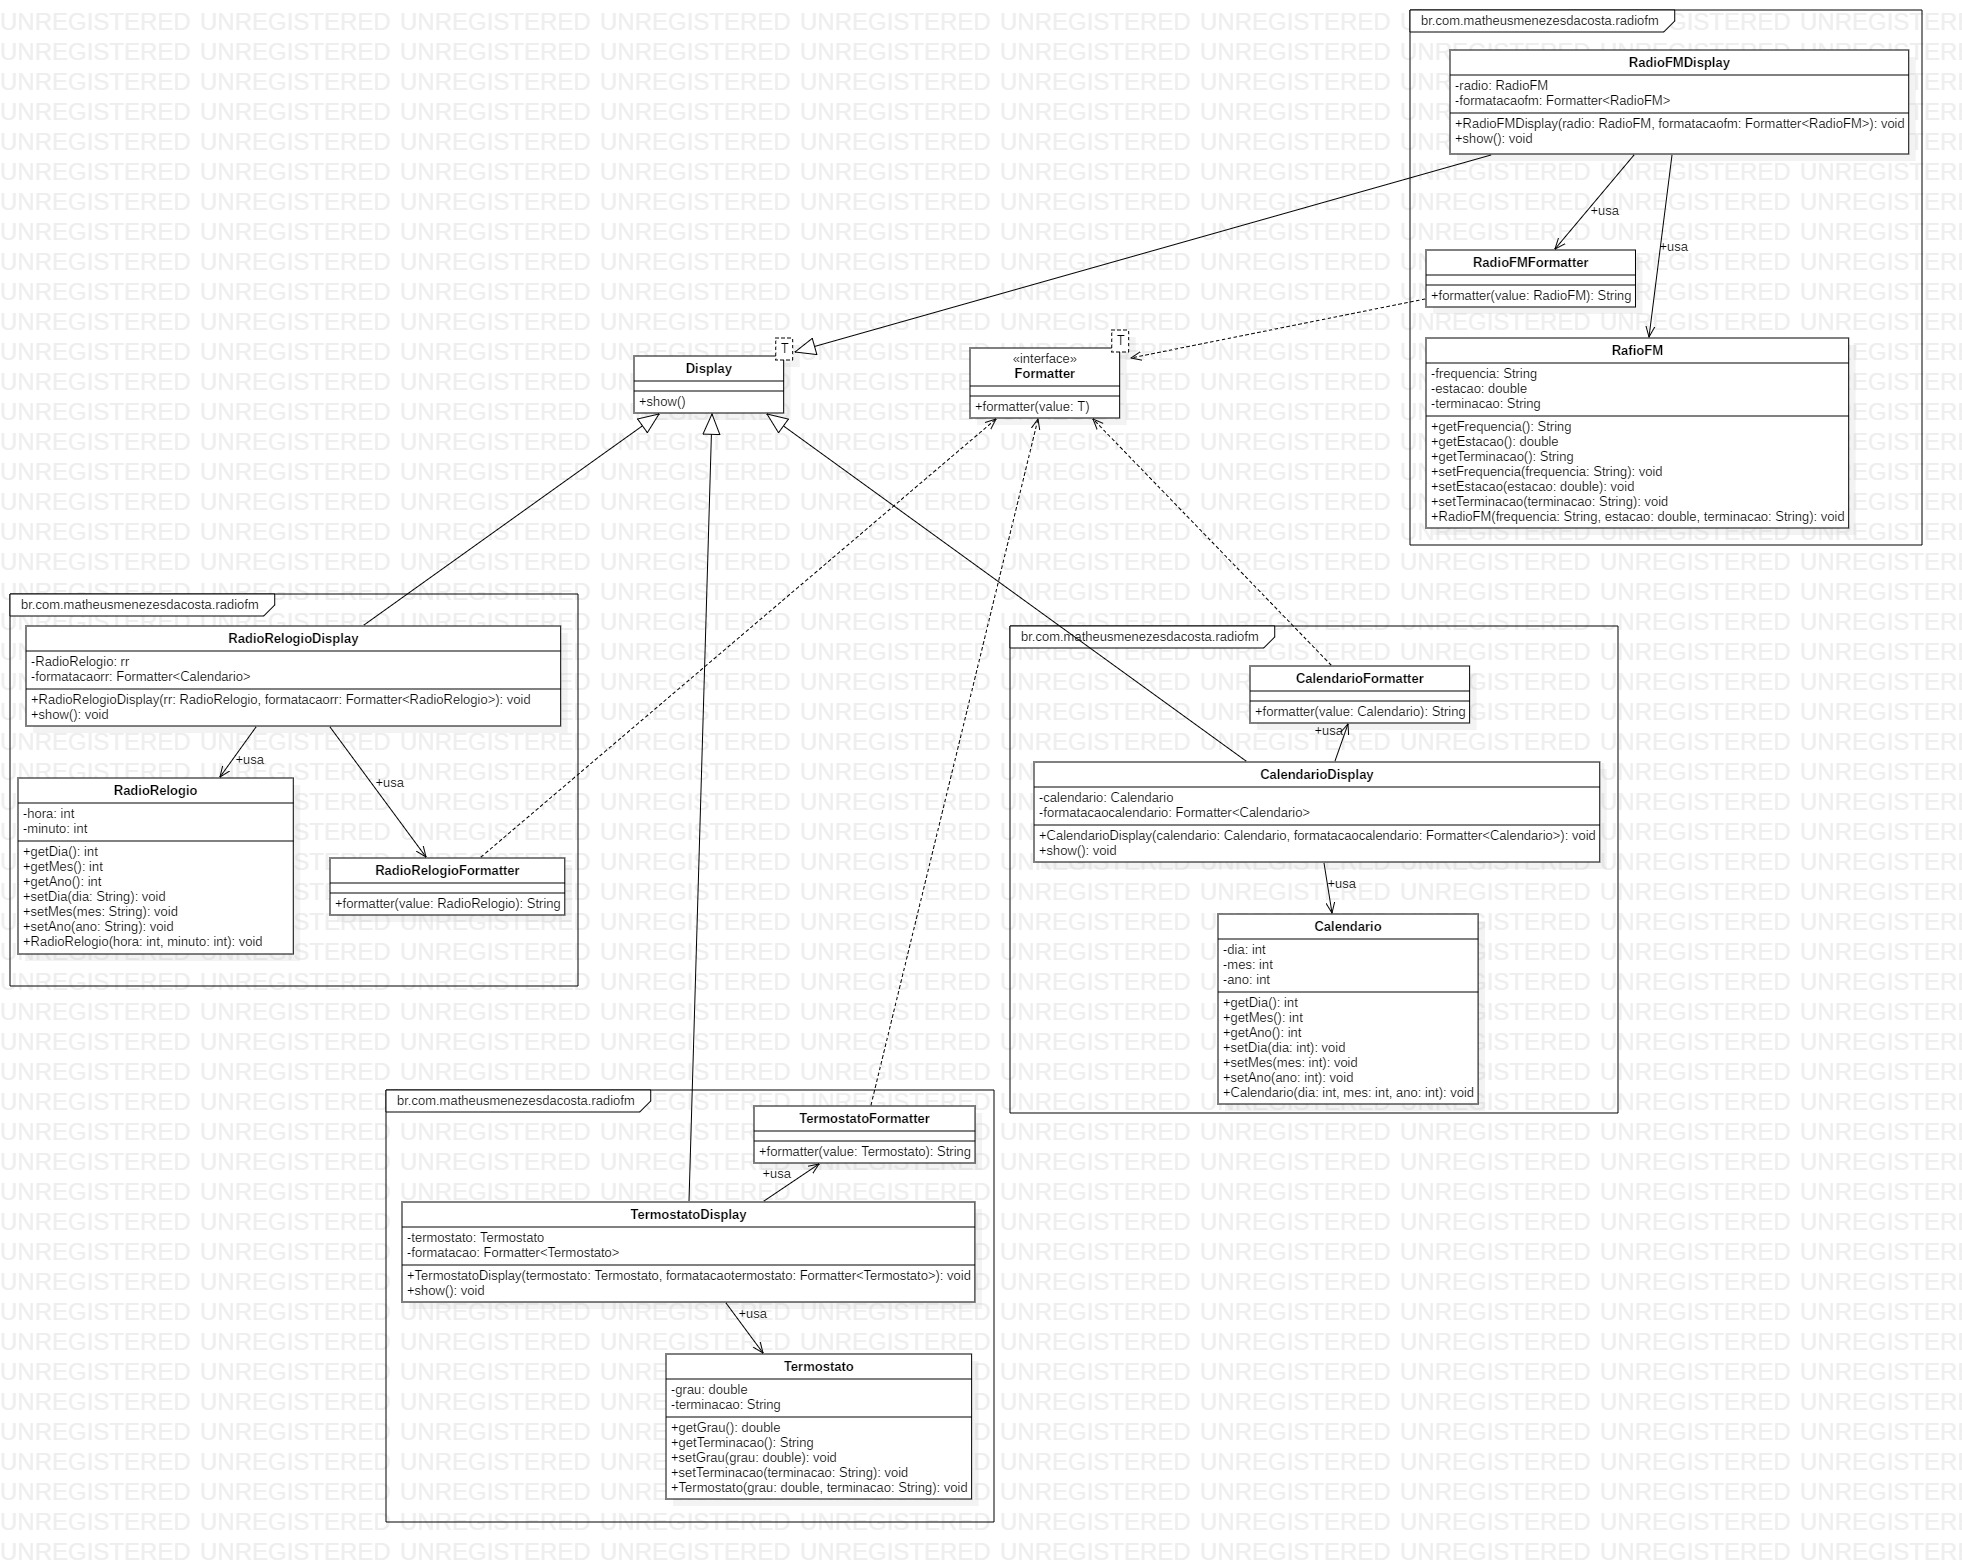 br.com.matheusmenezesdacosta.radiofm
RadioFMDisplay
-radio: RadioFM
-formatacaofm: Formatter<RadioFM>
+RadioFMDisplay(radio: RadioFM, formatacaofm: Formatter<RadioFM>): void
+show(): void
+usa
+usa
RadioFMFormatter
+formatter(value: RadioFM): String
RafioFM
-frequencia: String
-estacao: double
-terminacao: String
+getFrequencia(): String
+getEstacao(): double
+getTerminacao(): String
+setFrequencia(frequencia: String): void
+setEstacao(estacao: double): void
+setTerminacao(terminacao: String): void
+RadioFM(frequencia: String, estacao: double, terminacao: String): void
T
Display
+show()
T
«interface»
Formatter
+formatter(value: T)
br.com.matheusmenezesdacosta.radiofm
RadioRelogioDisplay
-RadioRelogio: rr
-formatacaorr: Formatter<Calendario>
+RadioRelogioDisplay(rr: RadioRelogio, formatacaorr: Formatter<RadioRelogio>): void
+show(): void
+usa
+usa
RadioRelogio
-hora: int
-minuto: int
+getDia(): int
+getMes(): int
+getAno(): int
+setDia(dia: String): void
+setMes(mes: String): void
+setAno(ano: String): void
+RadioRelogio(hora: int, minuto: int): void
RadioRelogioFormatter
+formatter(value: RadioRelogio): String
br.com.matheusmenezesdacosta.radiofm
CalendarioFormatter
+formatter(value: Calendario): String
+usa
CalendarioDisplay
-calendario: Calendario
-formatacaocalendario: Formatter<Calendario>
+CalendarioDisplay(calendario: Calendario, formatacaocalendario: Formatter<Calendario>): void
+show(): void
+usa
Calendario
-dia: int
-mes: int
-ano: int
+getDia(): int
+getMes(): int
+getAno(): int
+setDia(dia: int): void
+setMes(mes: int): void
+setAno(ano: int): void
+Calendario(dia: int, mes: int, ano: int): void
br.com.matheusmenezesdacosta.radiofm
TermostatoFormatter
+formatter(value: Termostato): String
+usa
TermostatoDisplay
-termostato: Termostato
-formatacao: Formatter<Termostato>
+TermostatoDisplay(termostato: Termostato, formatacaotermostato: Formatter<Termostato>): void
+show(): void
+usa
Termostato
-grau: double
-terminacao: String
+getGrau(): double
+getTerminacao(): String
+setGrau(grau: double): void
+setTerminacao(terminacao: String): void
+Termostato(grau: double, terminacao: String): void
UNREGISTERED